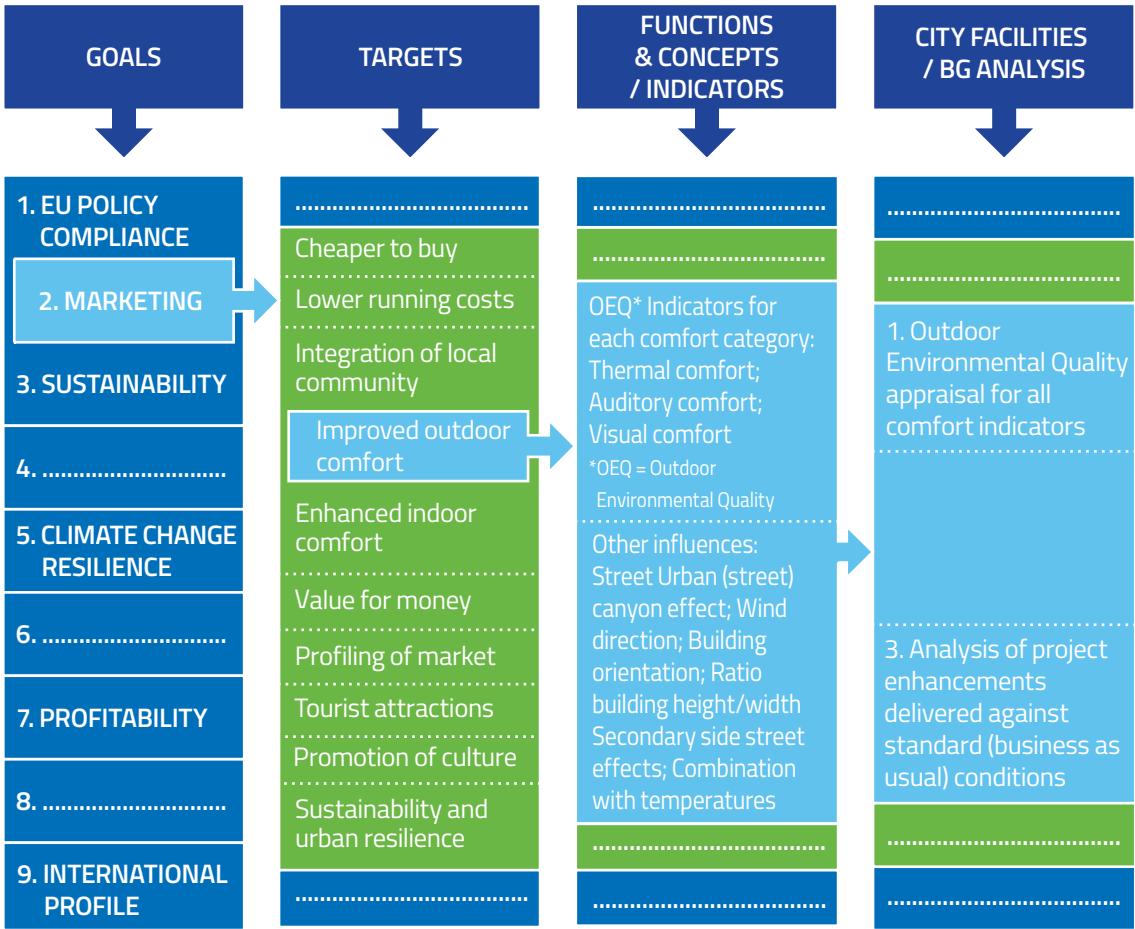 GOALS
TARGETS
FUNCTIONS
& CONCEPTS
/ INDICATORS
CITY FACILITIES
/ BG ANALYSIS
1. EU POLICY
COMPLIANCE
2. MARKETING
3. SUSTAINABILITY
4. ..............................
5. CLIMATE CHANGE
RESILIENCE
6. ..............................
7. PROFITABILITY
8. ..............................
9. INTERNATIONAL
PROFILE
......................................
Cheaper to buy
Lower running costs
Integration of local
community
Improved outdoor
comfort
Enhanced indoor
comfort
Value for money
Profiling of market
Tourist attractions
Promotion of culture
Sustainability and
urban resilience
......................................
......................................
......................................
OEQ* Indicators for
each comfort category:
Thermal comfort;
Auditory comfort;
Visual comfort
*OEQ = Outdoor
Environmental Quality
Other influences:
Street Urban (street)
canyon effect; Wind
direction; Building
orientation; Ratio
building height/width
Secondary side street
effects; Combination
with temperatures
......................................
......................................
......................................
......................................
1. Outdoor
Environmental Quality
appraisal for all
comfort indicators
3. Analysis of project
enhancements
delivered against
standard (business as
usual) conditions
......................................
......................................